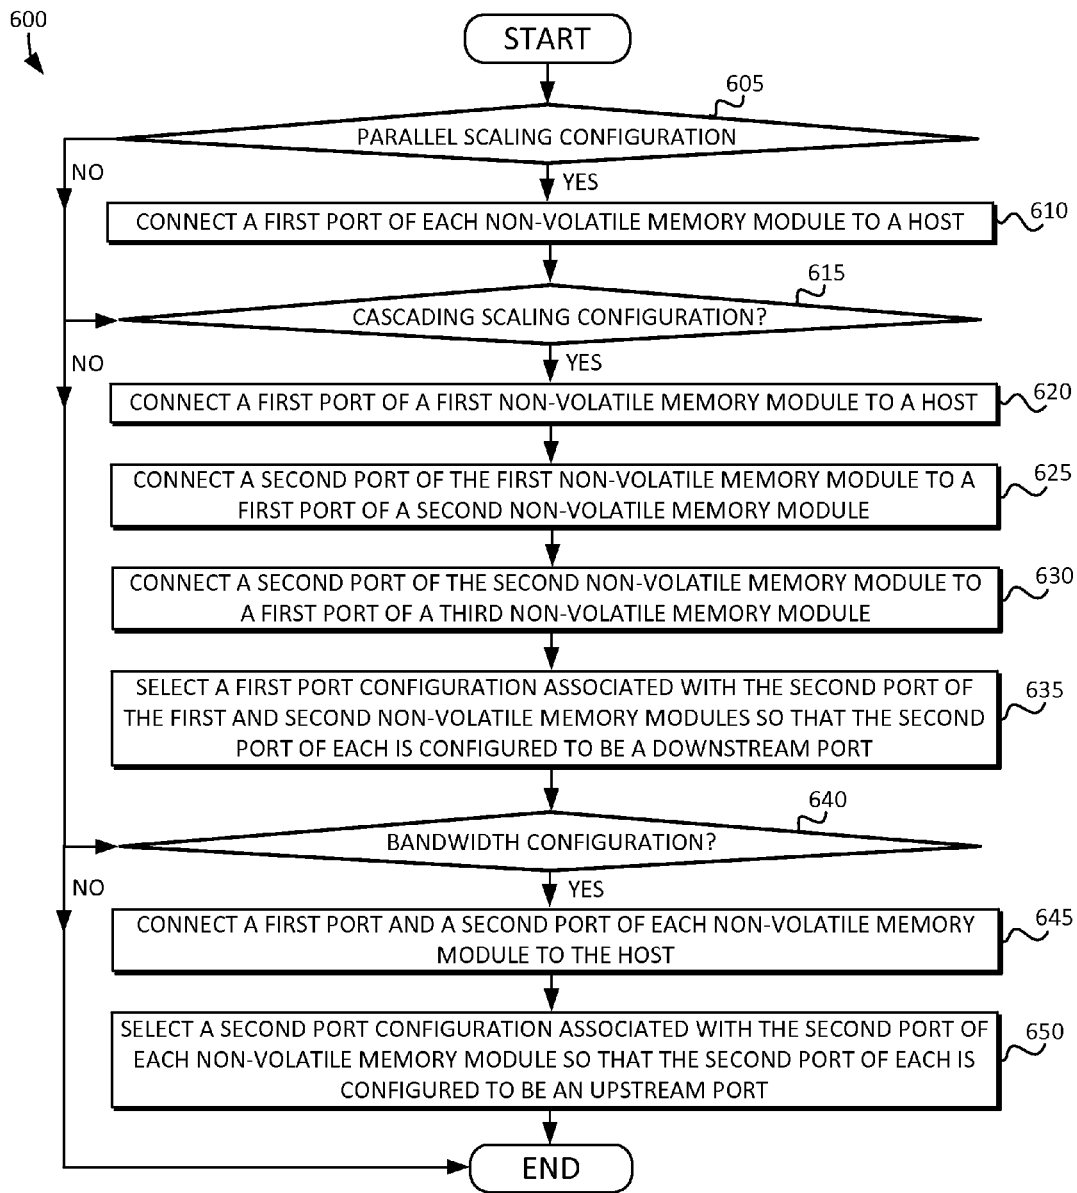 600
START
605
PARALLEL SCALING CONFIGURATION
NO
YES
CONNECT A FIRST PORT OF EACH NON-VOLATILE MEMORY MODULE TO A HOST
610
615
CASCADING SCALING CONFIGURATION?
NO
YES
CONNECT A FIRST PORT OF A FIRST NON-VOLATILE MEMORY MODULE TO A HOST
620
CONNECT A SECOND PORT OF THE FIRST NON-VOLATILE MEMORY MODULE TO A
FIRST PORT OF A SECOND NON-VOLATILE MEMORY MODULE
625
CONNECT A SECOND PORT OF THE SECOND NON-VOLATILE MEMORY MODULE TO
A FIRST PORT OF A THIRD NON-VOLATILE MEMORY MODULE
630
SELECT A FIRST PORT CONFIGURATION ASSOCIATED WITH THE SECOND PORT OF
THE FIRST AND SECOND NON-VOLATILE MEMORY MODULES SO THAT THE SECOND
PORT OF EACH IS CONFIGURED TO BE A DOWNSTREAM PORT
635
640
BANDWIDTH CONFIGURATION?
NO
YES
CONNECT A FIRST PORT AND A SECOND PORT OF EACH NON-VOLATILE MEMORY
MODULE TO THE HOST
645
SELECT A SECOND PORT CONFIGURATION ASSOCIATED WITH THE SECOND PORT OF
EACH NON-VOLATILE MEMORY MODULE SO THAT THE SECOND PORT OF EACH IS
CONFIGURED TO BE AN UPSTREAM PORT
650
END